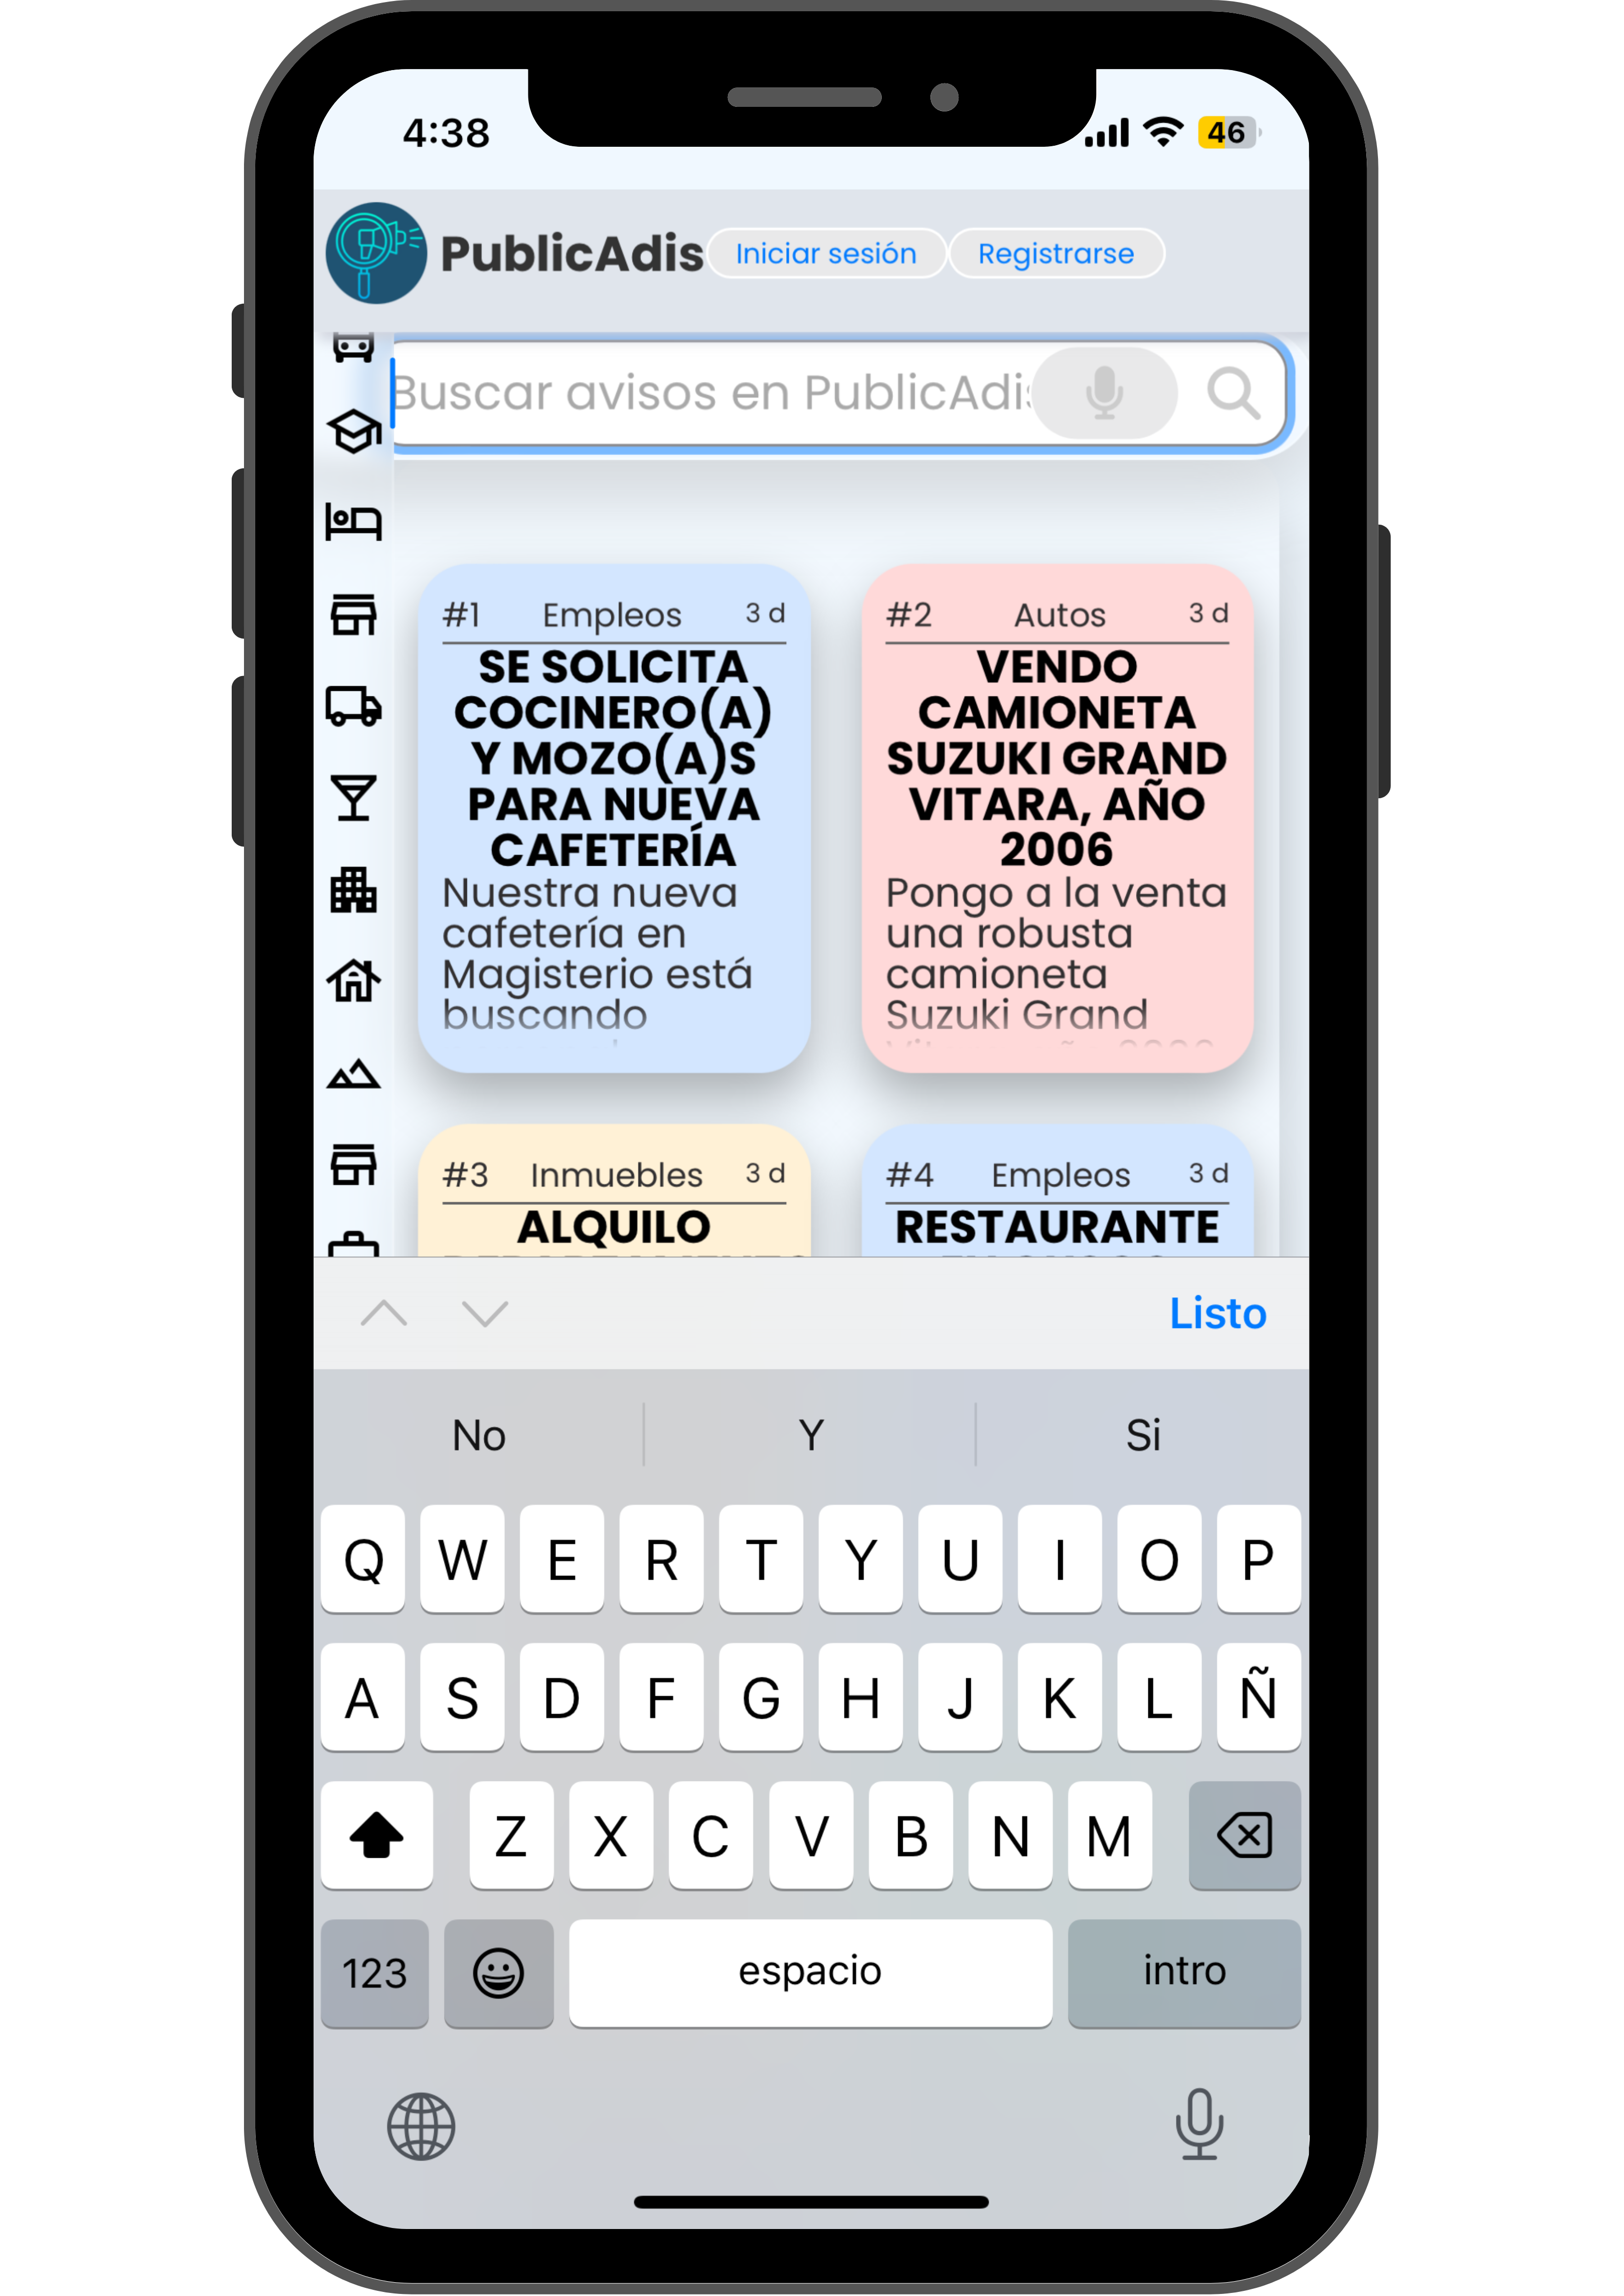 4:38
46
PublicAdis
Iniciar sesión
Registrarse
Buscar avisos en PublicAdis
#1 Empleos 3 d
SE SOLICITA
COCINERO(A)
Y MOZO(A)S
PARA NUEVA
CAFETERÍA
Nuestra nueva
cafetería en
Magisterio está
buscando
#2 Autos 3 d
VENDO
CAMIONETA
SUZUKI GRAND
VITARA, AÑO
2006
Pongo a la venta
una robusta
camioneta
Suzuki Grand
#3 Inmuebles 3 d
ALQUILO
#4 Empleos 3 d
RESTAURANTE
Listo
No Y Si
Q W E R T Y U I O P
A S D F G H J K L Ñ
Z X C V B N M
123 espacio intro